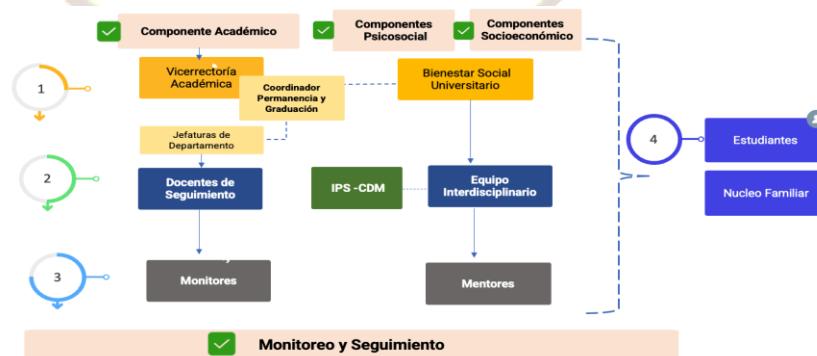 Componente Académico
Componentes
Psicosocial
Componentes
Socioeconómico
1
Vicerrectoría
Académica
Coordinador
Permanencia y
Graduación
Bienestar Social
Universitario
Jefaturas de
Departamento
4
Estudiantes
2
Docentes de
Seguimiento
IPS -CDM
Equipo
Interdisciplinario
Nucleo Familiar
3
Monitores
Mentores
Monitoreo y Seguimiento